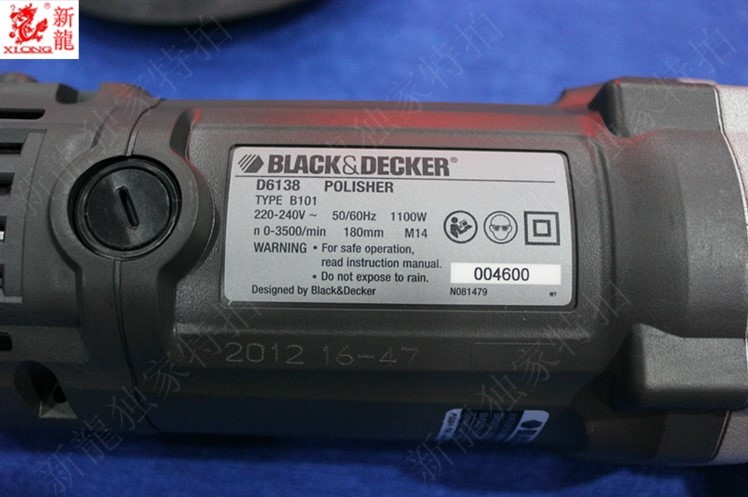 新龍
XLONG
BLACK&DECKER®
D6138 POLISHER
TYPE B101
220-240V ~ 50/60Hz 1100W
n 0-3500/min 180mm M14
WARNING • For safe operation,
read instruction manual.
• Do not expose to rain.
004600
Designed by Black&Decker
N081479
2012 16-47
新龍独家特拍